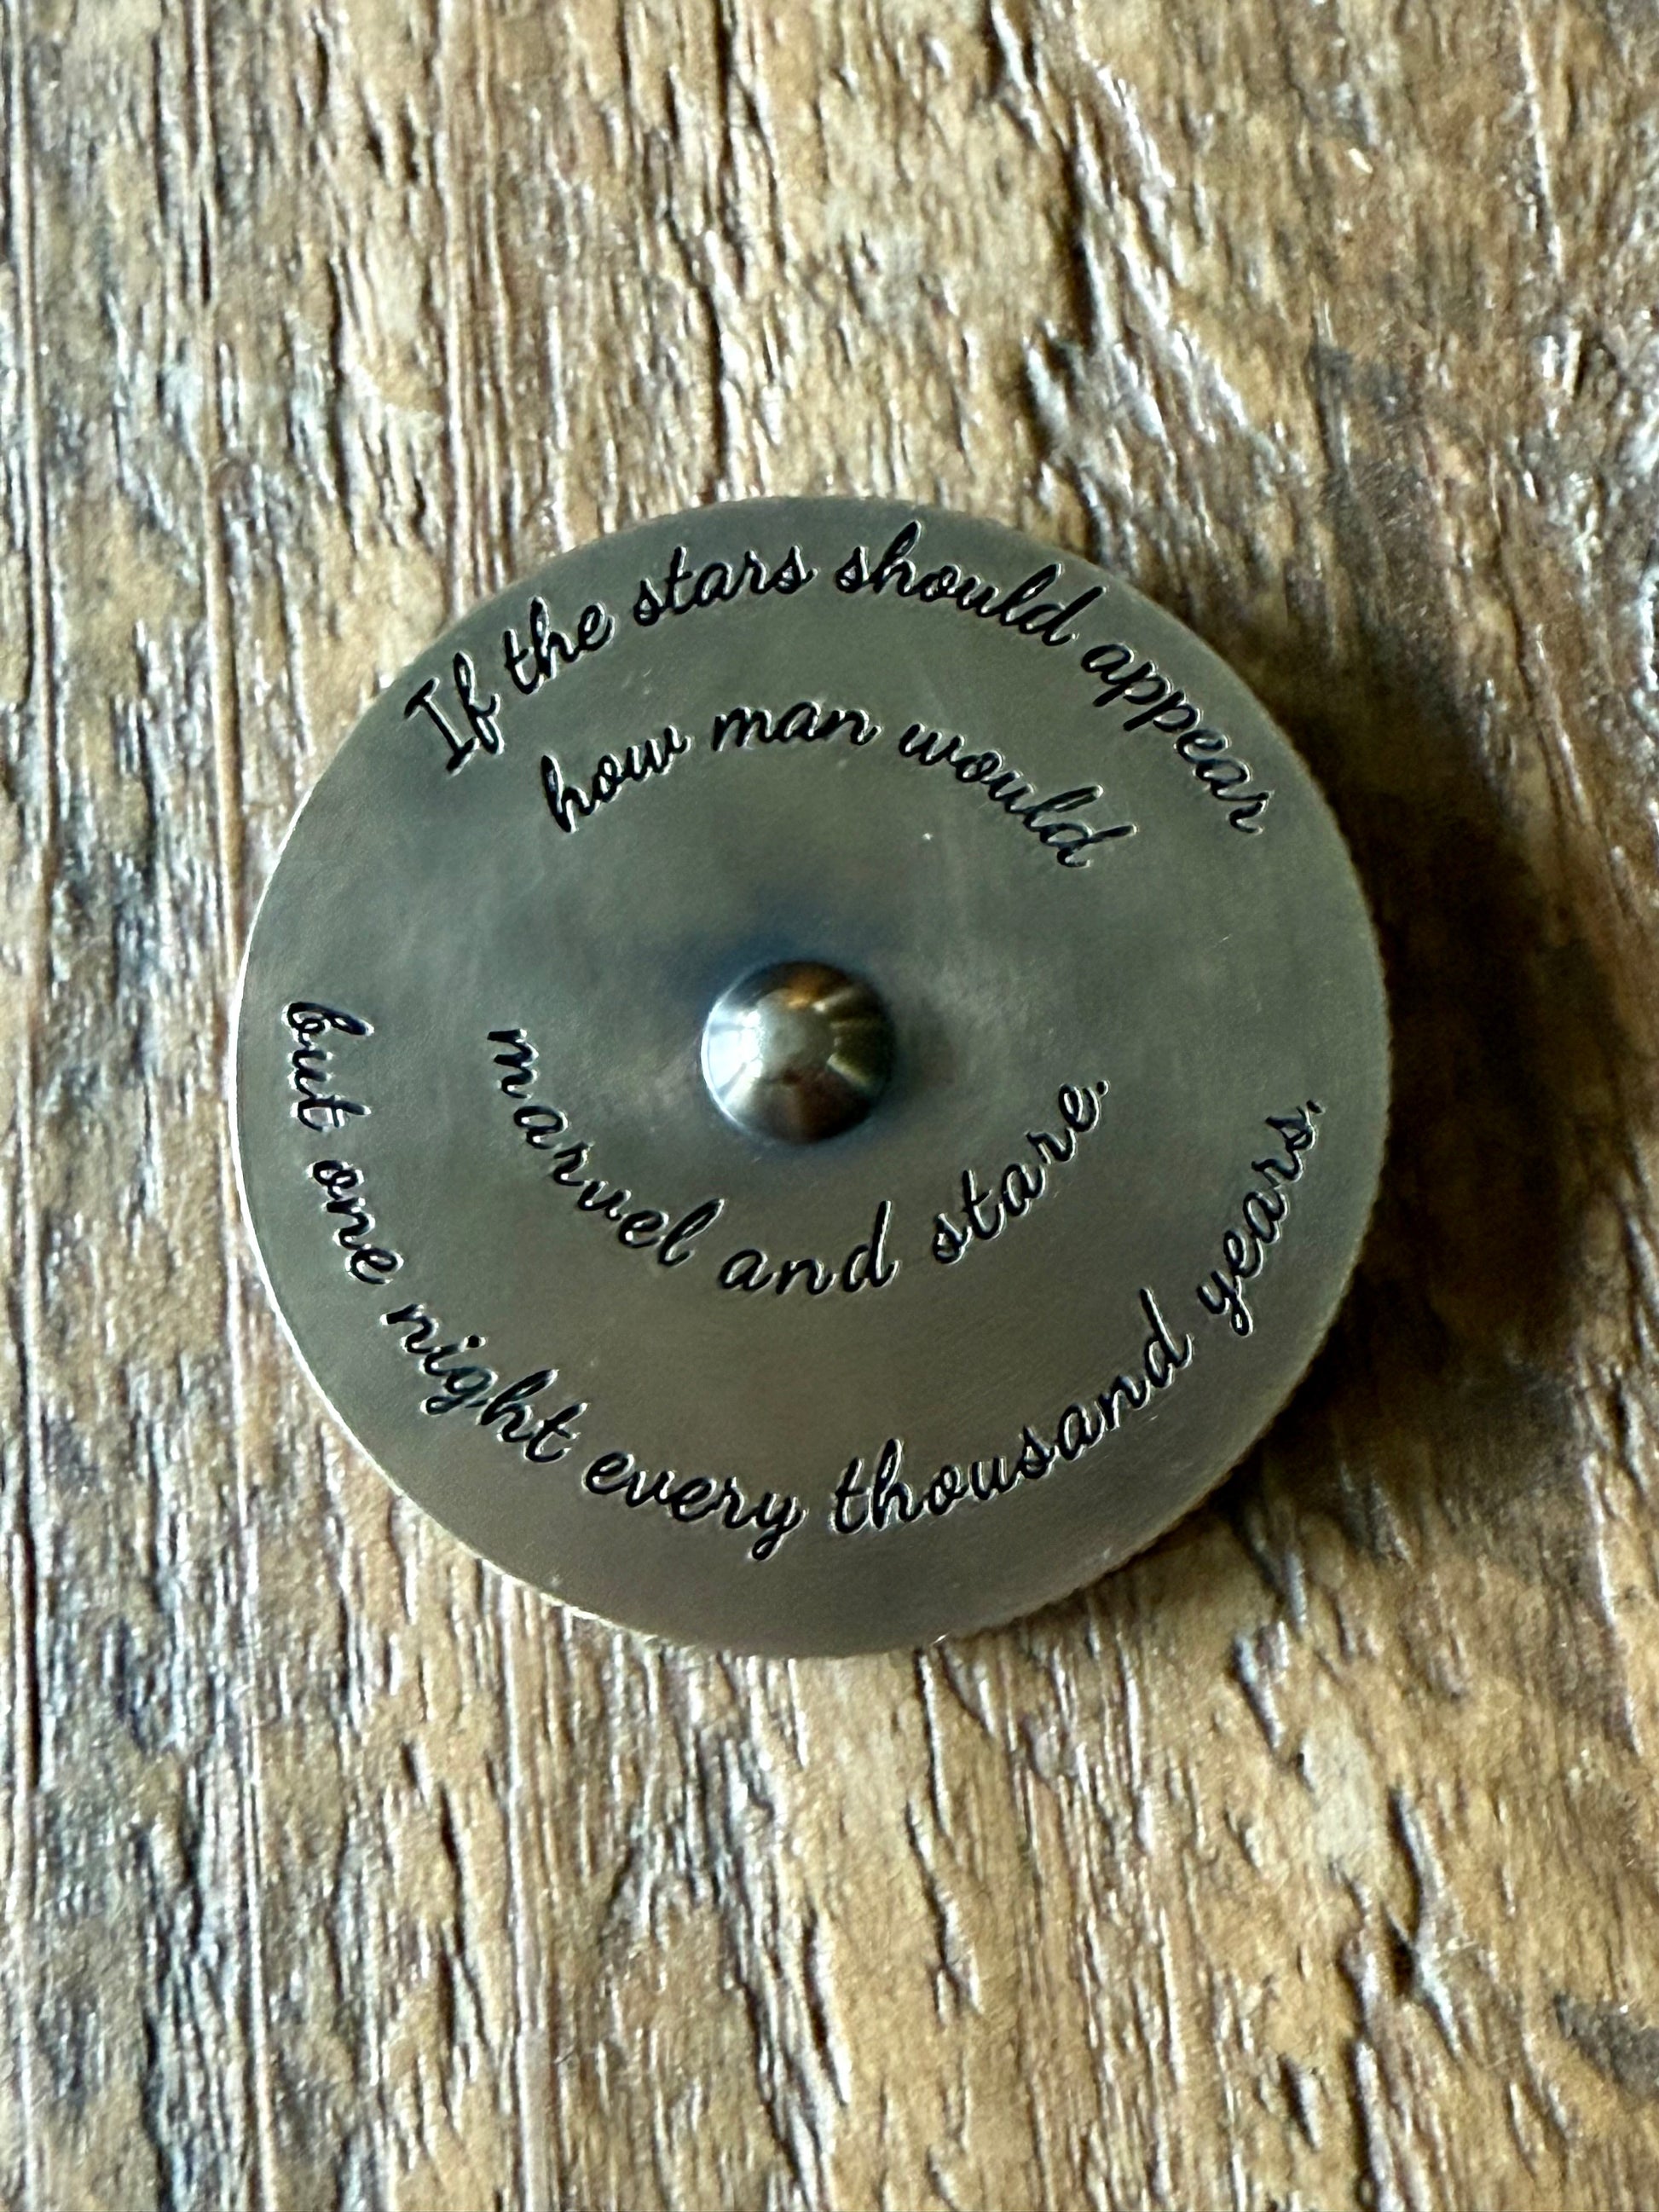 If the stars should appear
but one night every thousand years,
how man would
marvel and stare.